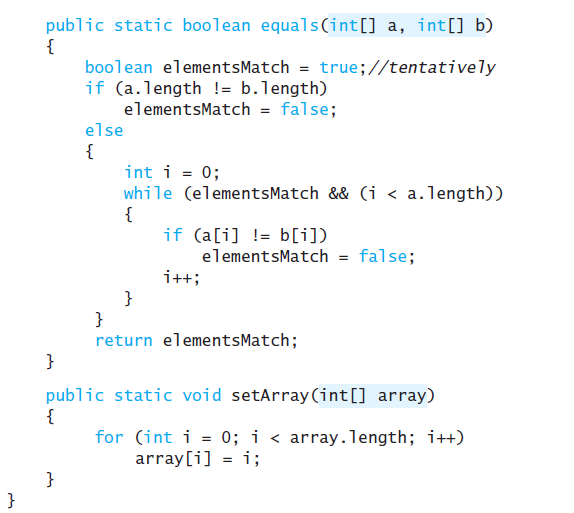 public static boolean equals(int[] a, int[] b)
{
boolean elementsMatch = true;//tentatively
if (a.length != b.length)
elementsMatch = false;
else
{
int i = 0;
while (elementsMatch && (i < a.length))
{
if (a[i] != b[i])
elementsMatch = false;
i++;
}
}
return elementsMatch;
}
public static void setArray(int[] array)
{
for (int i = 0; i < array.length; i++)
array[i] = i;
}
}